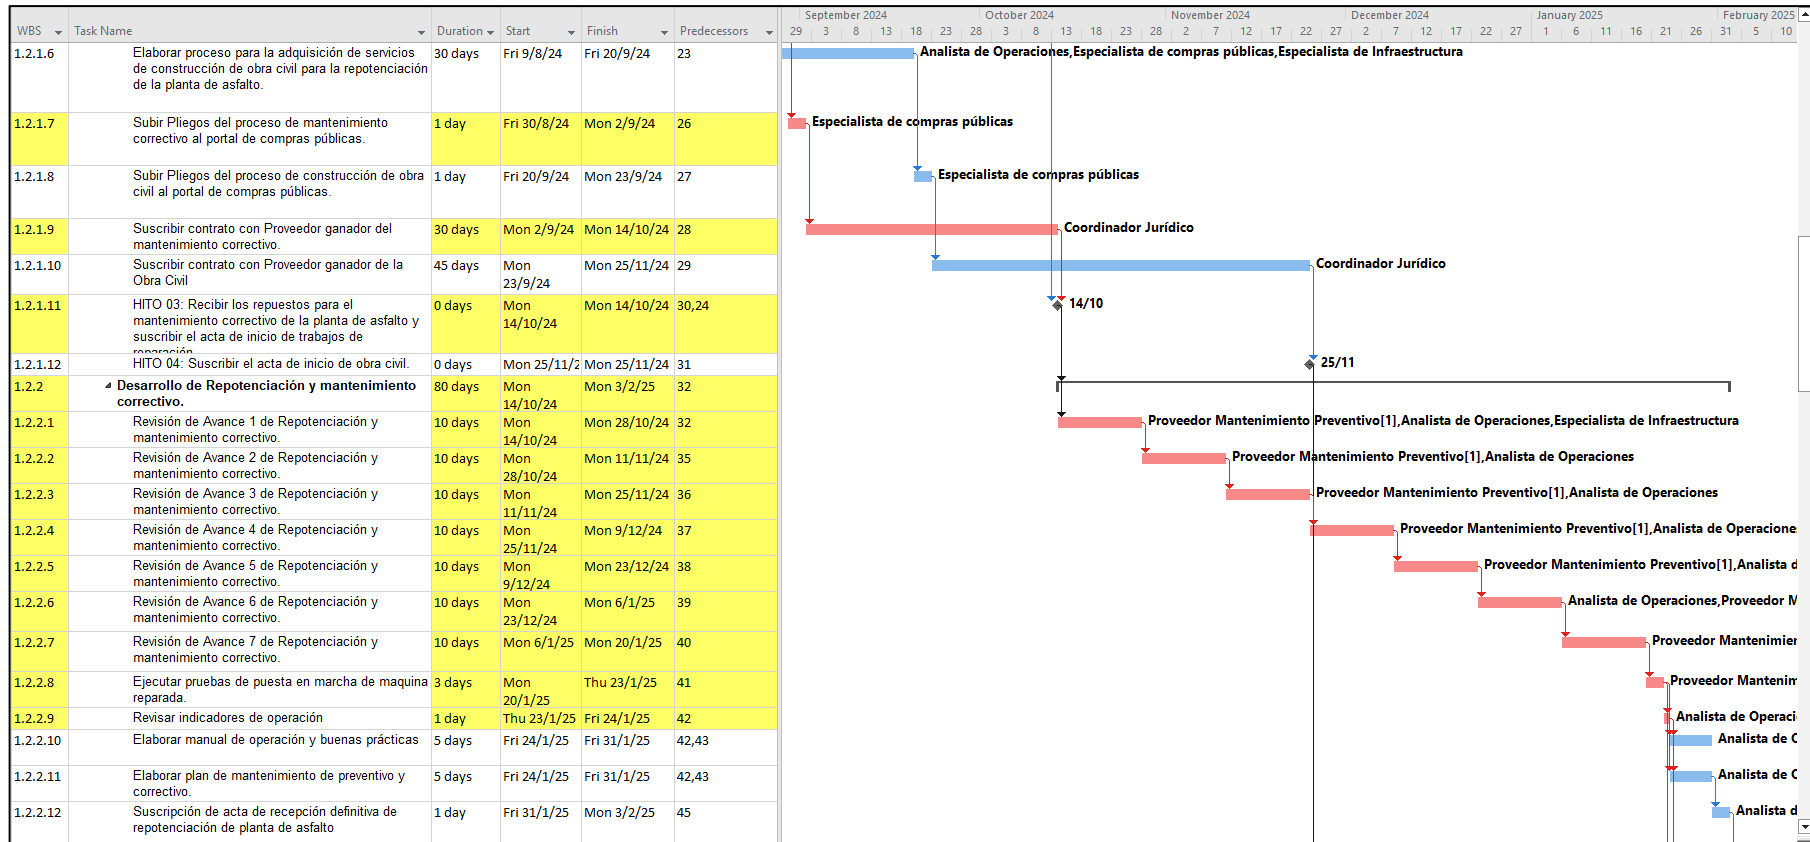 September 2024 October 2024 November 2024 December 2024 January 2025 February 2025
WBS Task Name Duration Start Finish Predecessors 29 3 8 13 18 23 28 3 8 13 18 23 28 2 7 12 17 22 27 2 7 12 17 22 27 1 6 11 16 21 26 31 5 10
1.2.1.6 Elaborar proceso para la adquisición de servicios 30 days Fri 9/8/24 Fri 20/9/24 23 Analista de Operaciones,Especialista de compras públicas,Especialista de Infraestructura
de construcción de obra civil para la repotenciación
de la planta de asfalto.
1.2.1.7 Subir Pliegos del proceso de mantenimiento 1 day Fri 30/8/24 Mon 2/9/24 26 Especialista de compras públicas
correctivo al portal de compras públicas.
1.2.1.8 Subir Pliegos del proceso de construcción de obra 1 day Fri 20/9/24 Mon 23/9/24 27 Especialista de compras públicas
civil al portal de compras públicas.
1.2.1.9 Suscribir contrato con Proveedor ganador del 30 days Mon 2/9/24 Mon 14/10/24 28 Coordinador Jurídico
mantenimiento correctivo.
1.2.1.10 Suscribir contrato con Proveedor ganador de la 45 days Mon Mon 25/11/24 29 Coordinador Jurídico
Obra Civil 23/9/24
1.2.1.11 HITO 03: Recibir los repuestos para el 0 days Mon Mon 14/10/24 30,24 14/10
mantenimiento correctivo de la planta de asfalto y 14/10/24
suscribir el acta de inicio de trabajos de
reparación
1.2.1.12 HITO 04: Suscribir el acta de inicio de obra civil. 0 days Mon 25/11/2 Mon 25/11/24 31 25/11
1.2.2 Desarrollo de Repotenciación y mantenimiento 80 days Mon Mon 3/2/25 32
correctivo. 14/10/24
1.2.2.1 Revisión de Avance 1 de Repotenciación y 10 days Mon Mon 28/10/24 32 Proveedor Mantenimiento Preventivo[1],Analista de Operaciones,Especialista de Infraestructura
mantenimiento correctivo. 14/10/24
1.2.2.2 Revisión de Avance 2 de Repotenciación y 10 days Mon Mon 11/11/24 35 Proveedor Mantenimiento Preventivo[1],Analista de Operaciones
mantenimiento correctivo. 28/10/24
1.2.2.3 Revisión de Avance 3 de Repotenciación y 10 days Mon Mon 25/11/24 36 Proveedor Mantenimiento Preventivo[1],Analista de Operaciones
mantenimiento correctivo. 11/11/24
1.2.2.4 Revisión de Avance 4 de Repotenciación y 10 days Mon Mon 9/12/24 37 Proveedor Mantenimiento Preventivo[1],Analista de Operaciones
mantenimiento correctivo. 25/11/24
1.2.2.5 Revisión de Avance 5 de Repotenciación y 10 days Mon Mon 23/12/24 38 Proveedor Mantenimiento Preventivo[1],Analista d
mantenimiento correctivo. 9/12/24
1.2.2.6 Revisión de Avance 6 de Repotenciación y 10 days Mon Mon 6/1/25 39 Analista de Operaciones,Proveedor M
mantenimiento correctivo. 23/12/24
1.2.2.7 Revisión de Avance 7 de Repotenciación y 10 days Mon 6/1/25 Mon 20/1/25 40 Proveedor Mantenimien
mantenimiento correctivo.
1.2.2.8 Ejecutar pruebas de puesta en marcha de maquina 3 days Mon Thu 23/1/25 41 Proveedor Mantenim
reparada. 20/1/25
1.2.2.9 Revisar indicadores de operación 1 day Thu 23/1/25 Fri 24/1/25 42 Analista de Operaci
1.2.2.10 Elaborar manual de operación y buenas prácticas 5 days Fri 24/1/25 Fri 31/1/25 42,43 Analista de O
1.2.2.11 Elaborar plan de mantenimiento de preventivo y 5 days Fri 24/1/25 Fri 31/1/25 42,43 Analista de O
correctivo.
1.2.2.12 Suscripción de acta de recepción definitiva de 1 day Fri 31/1/25 Mon 3/2/25 45 Analista d
repotenciación de planta de asfalto